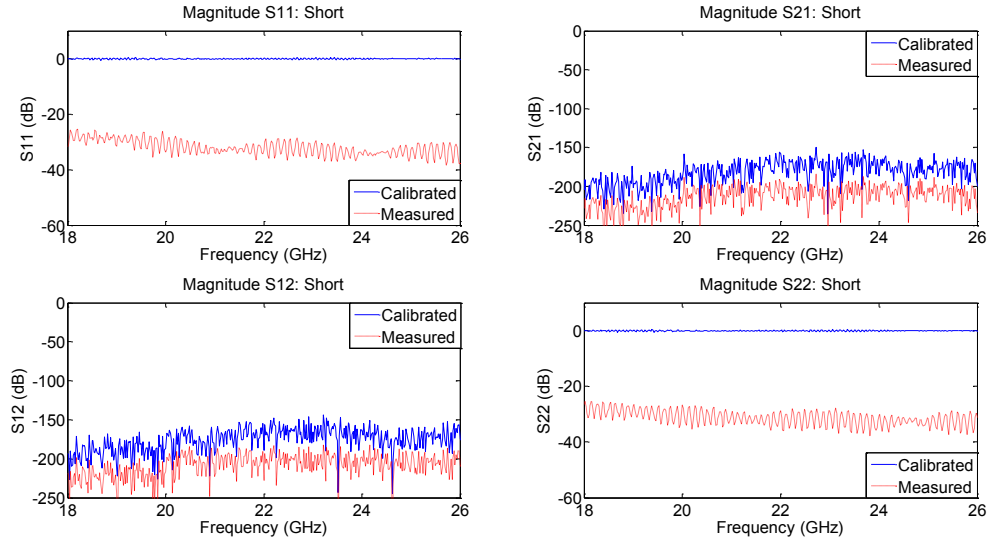 Magnitude S11: Short
S11 (dB)
0
-20
-40
-60
18
20
22
24
26
Frequency (GHz)
Calibrated
Measured
Magnitude S21: Short
S21 (dB)
0
-50
-100
-150
-200
-250
18
20
22
24
26
Frequency (GHz)
Calibrated
Measured
Magnitude S12: Short
S12 (dB)
0
-50
-100
-150
-200
-250
18
20
22
24
26
Frequency (GHz)
Calibrated
Measured
Magnitude S22: Short
S22 (dB)
0
-20
-40
-60
18
20
22
24
26
Frequency (GHz)
Calibrated
Measured